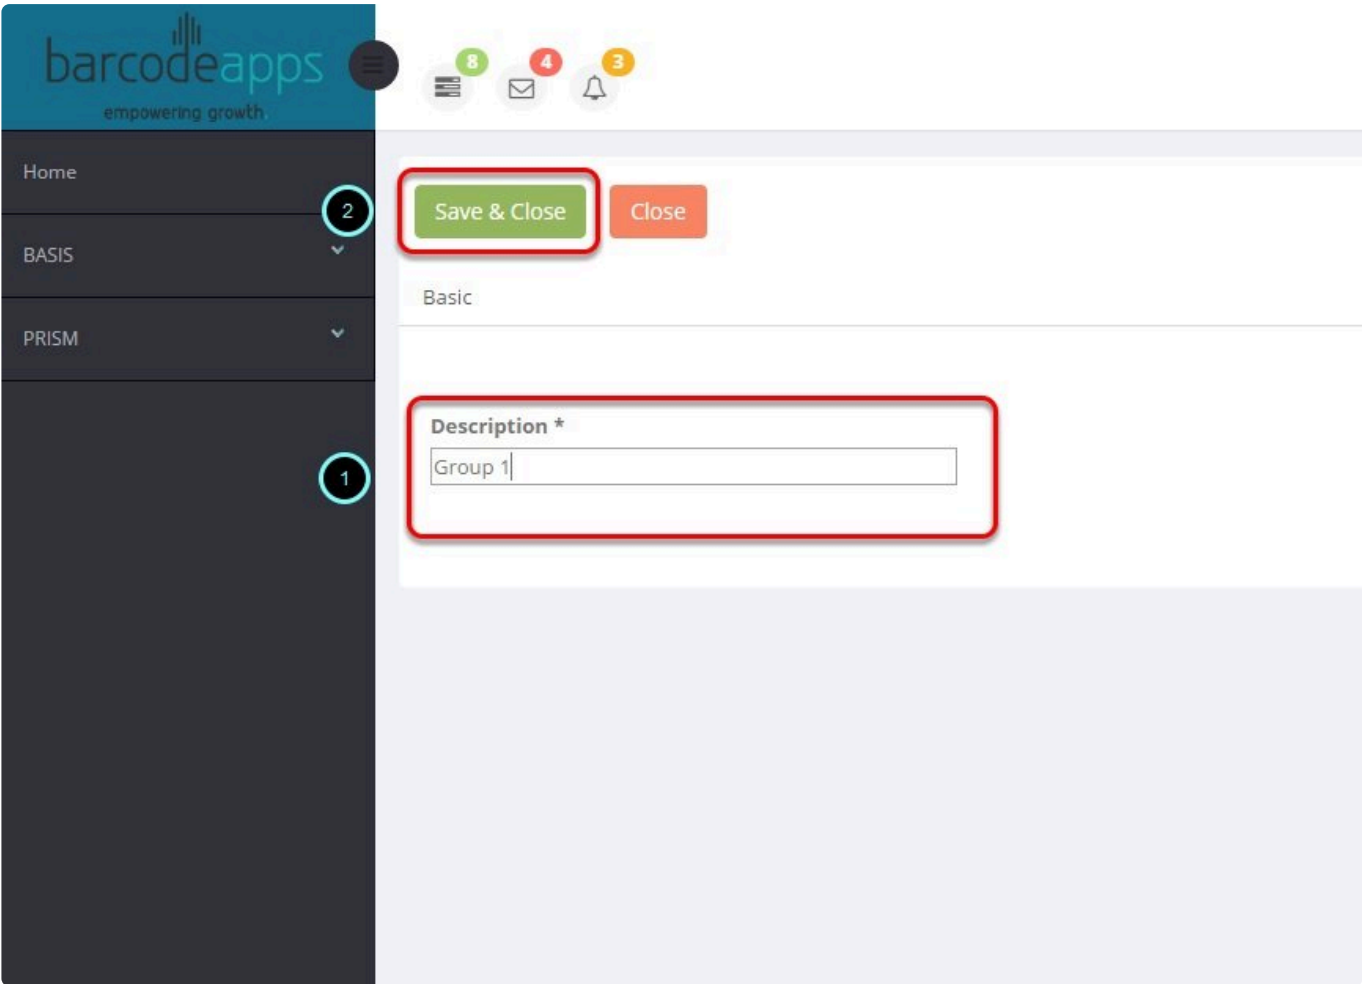 barcodeapps
empowering growth
8 4 3
Home
BASIS
PRISM
2
Save & Close Close
Basic
1
Description *
Group 1